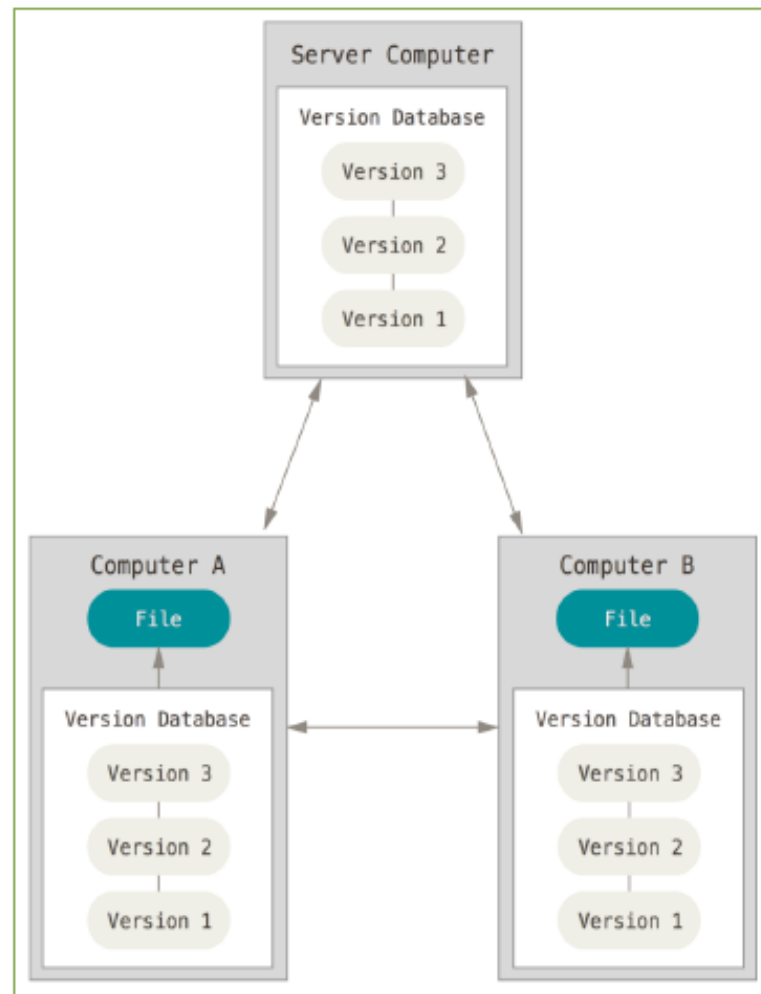 Server Computer
Version Database
Version 3
Version 2
Version 1
Computer A
File
Version Database
Version 3
Version 2
Version 1
Computer B
File
Version Database
Version 3
Version 2
Version 1